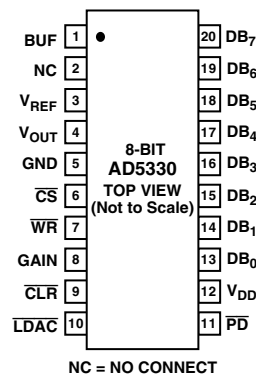 BUF 1 20 DB7
NC 2 19 DB6
VREF 3 18 DB5
VOUT 4 17 DB4
8-BIT
GND 5 16 DB3
AD5330
CS 6 15 DB2
TOP VIEW
(Not to Scale)
WR 7 14 DB1
GAIN 8 13 DB0
CLR 9 12 VDD
LDAC 10 11 PD
NC = NO CONNECT